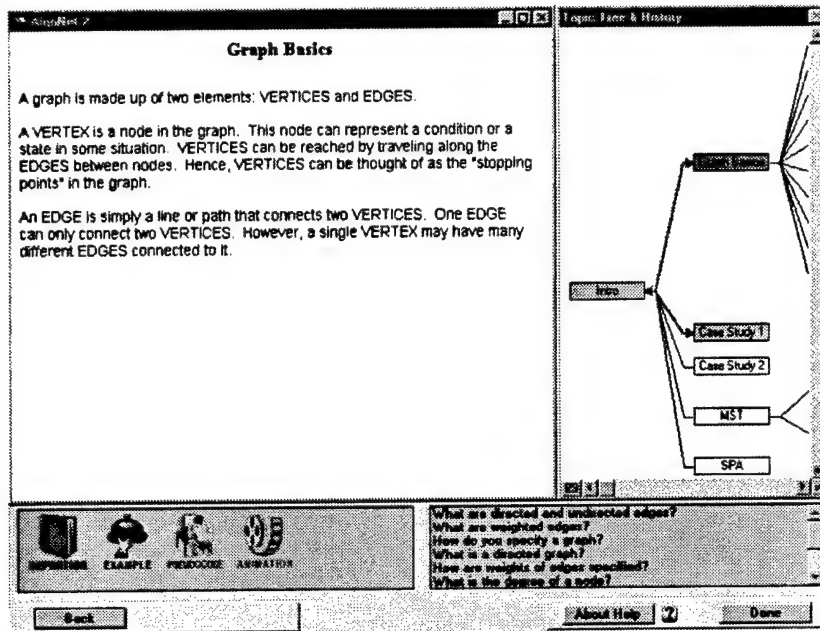 AlgoNet 2
Topic Tree & History
Graph Basics
A graph is made up of two elements: VERTICES and EDGES.
A VERTEX is a node in the graph. This node can represent a condition or a
state in some situation. VERTICES can be reached by traveling along the
EDGES between nodes. Hence, VERTICES can be thought of as the "stopping
points" in the graph.
An EDGE is simply a line or path that connects two VERTICES. One EDGE
can only connect two VERTICES. However, a single VERTEX may have many
different EDGES connected to it.
Intro
Case Study 1
Case Study 2
MST
SPA
DEFINITION
EXAMPLE
PSEUDOCODE
ANIMATION
What are directed and undirected edges?
What are weighted edges?
How do you specify a graph?
What is a directed graph?
How are weights of edges specified?
What is the degree of a node?
Back
About Help
?
Done